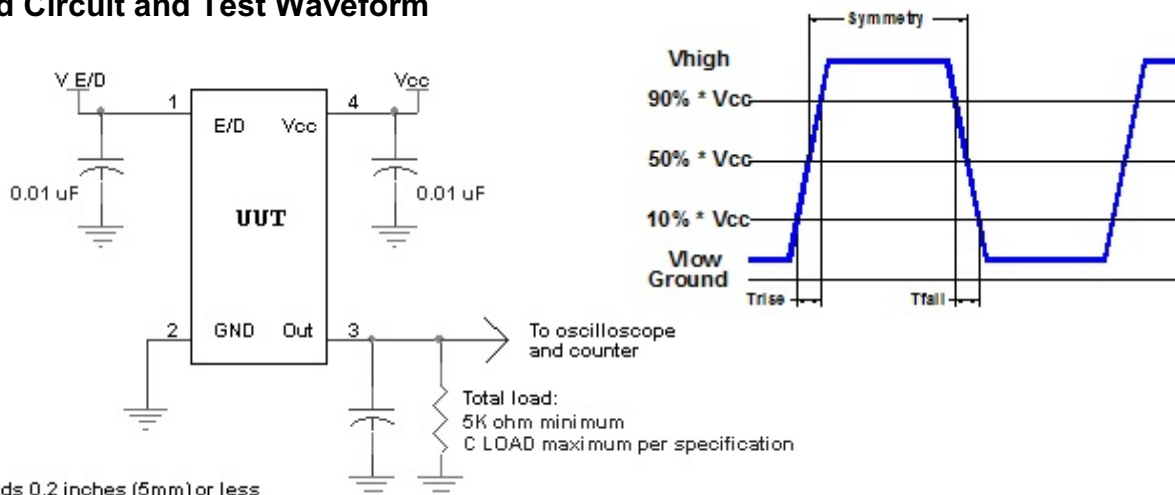 d Circuit and Test Waveform
V E/D
1
E/D
Vcc
4
Vcc
0.01 uF
UUT
0.01 uF
2
GND
Out
3
To oscilloscope
and counter
Total load:
5K ohm minimum
C LOAD maximum per specification
ds 0.2 inches (5mm) or less
Symmetry
Vhigh
90% * Vcc
50% * Vcc
10% * Vcc
Vlow
Ground
Trise
Tfall